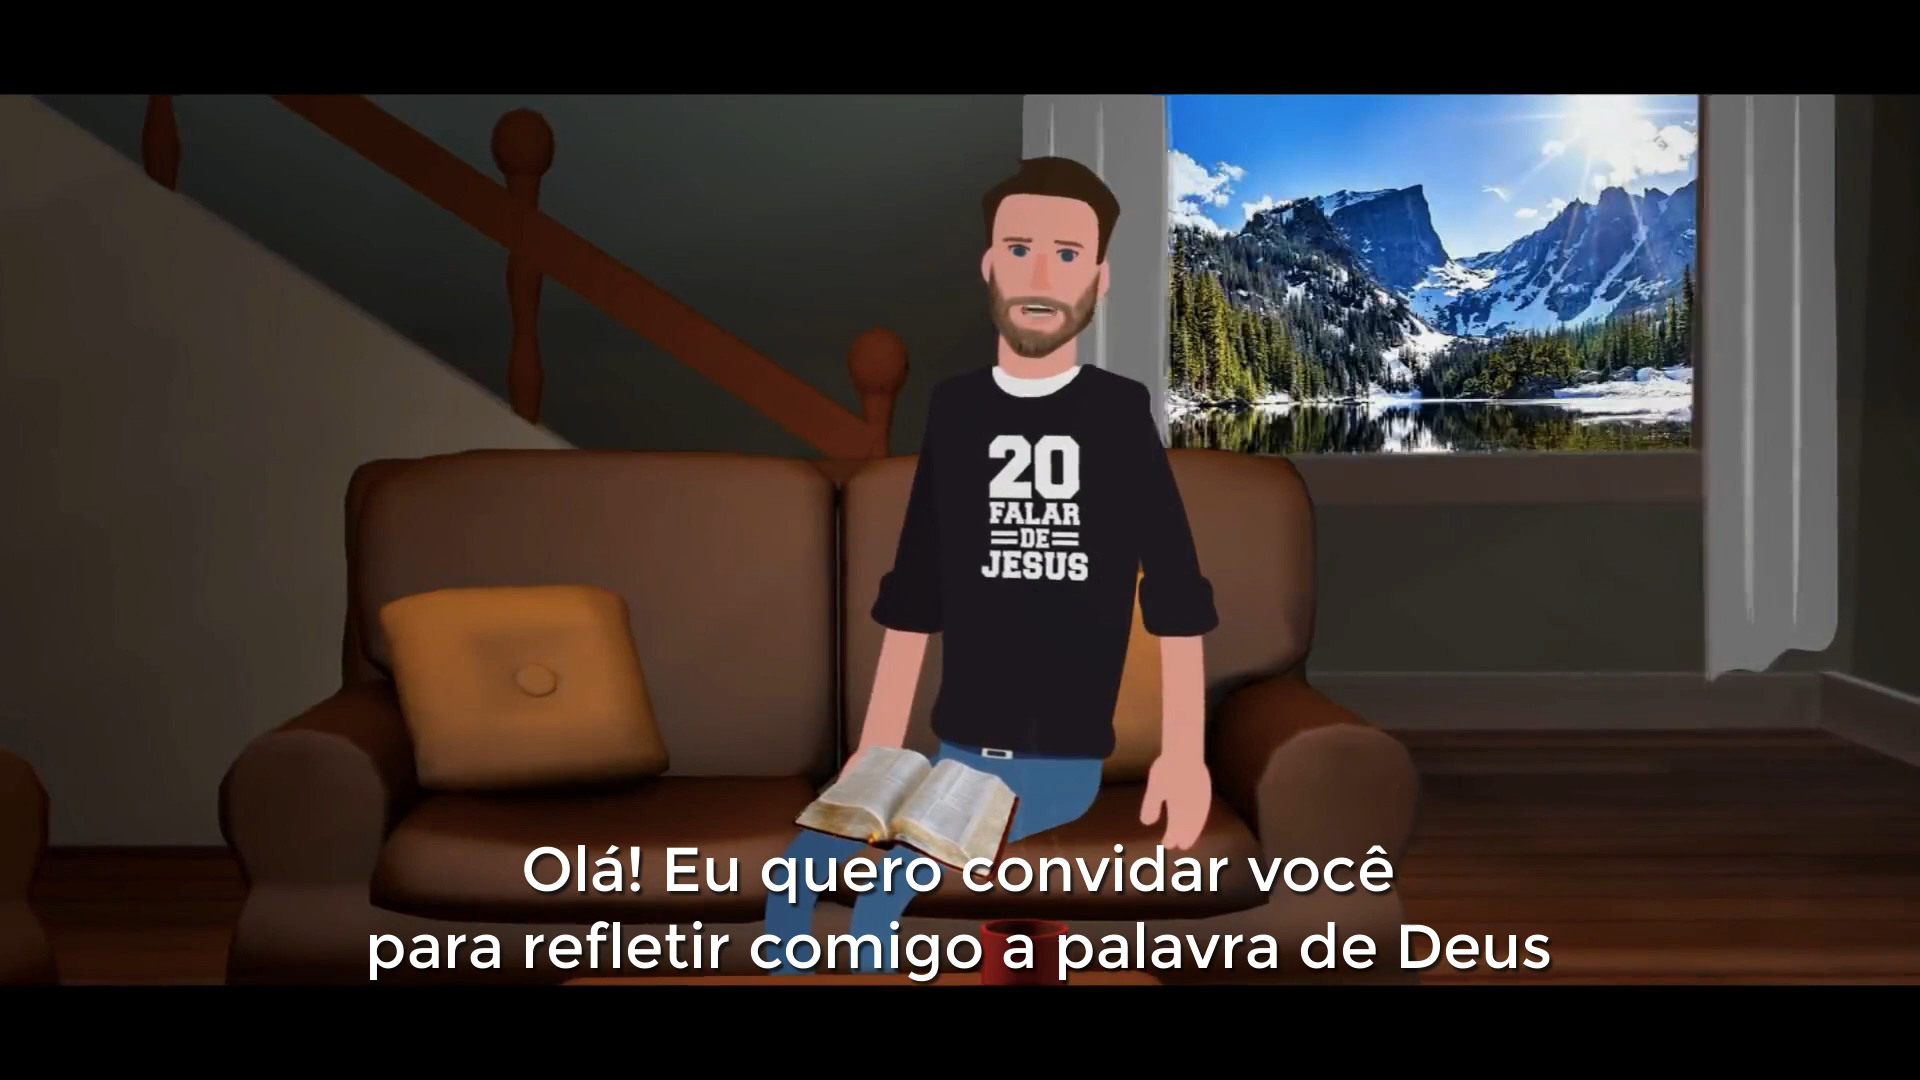 20
FALAR
DE
JESUS
Olá! Eu quero convidar você
para refletir comigo a palavra de Deus